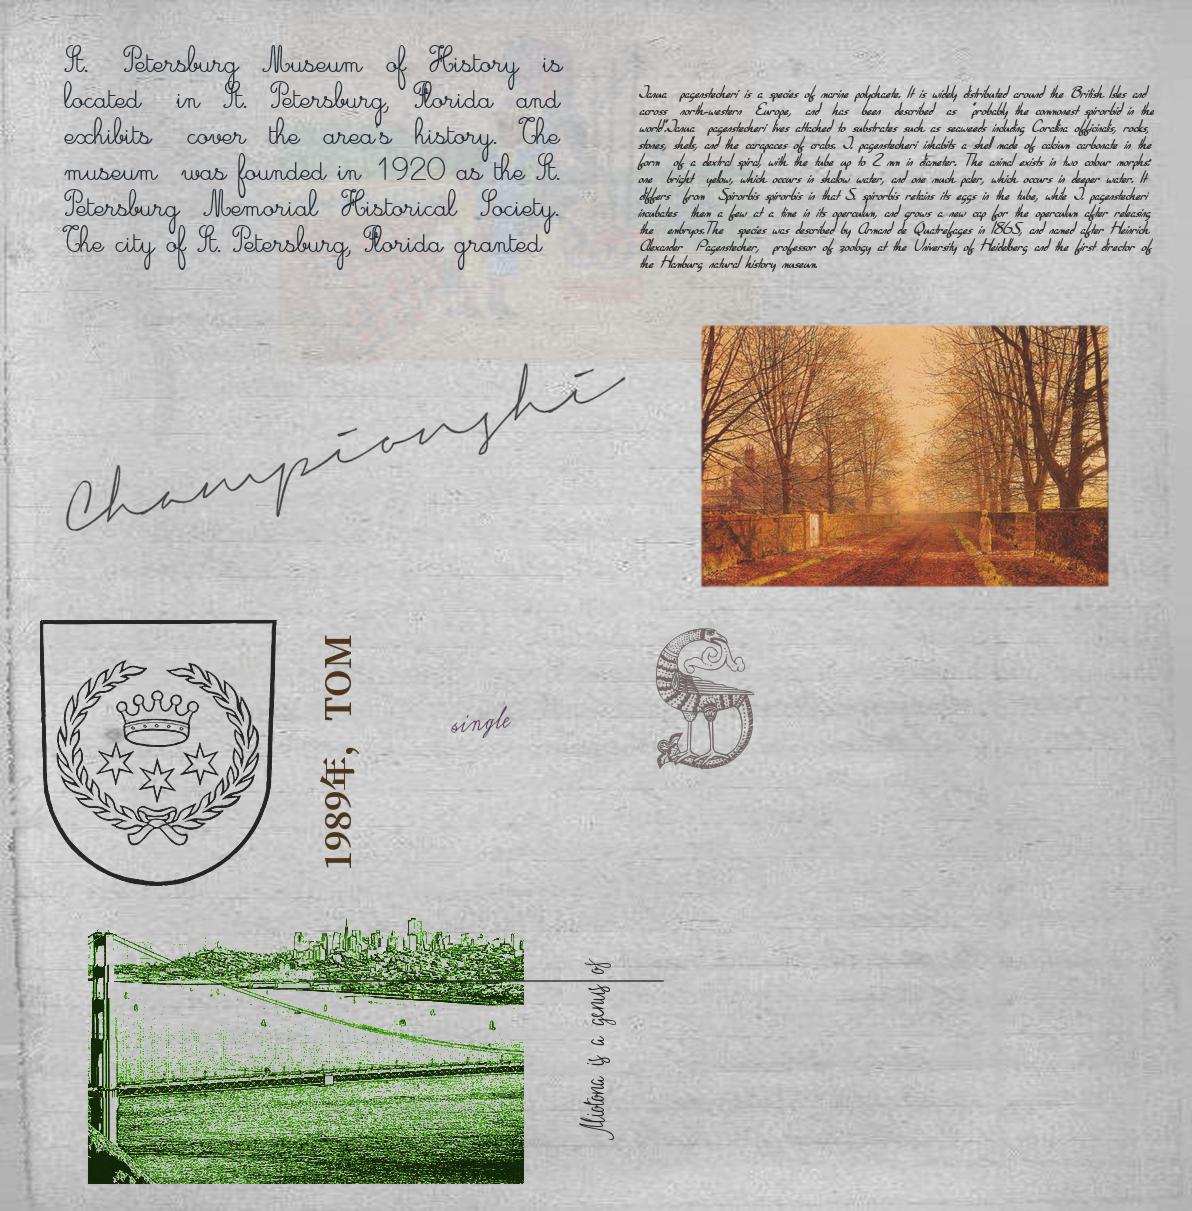 St. Petersburg Museum of History is
located in St. Petersburg, Florida and
exhibits cover the area's history. The
museum was founded in 1920 as the St.
Petersburg Memorial Historical Society.
The city of St. Petersburg, Florida granted
Janua pagenstecheri is a species of marine polychaete. It is widely distributed around the British Isles and
across north-western Europe, and has been described as "probably the commonest spirorbid in the
world".Janua pagenstecheri lives attached to substrates such as seaweeds including Corallina officinalis, rocks,
stones, shells, and the carapaces of crabs. J. pagenstecheri inhabits a shell made of calcium carbonate in the
form of a dextral spiral, with the tube up to 2 mm in diameter. The animal exists in two colour morphs:
one bright yellow, which occurs in shallow water, and one much paler, which occurs in deeper water. It
differs from Spirorbis spirorbis in that S. spirorbis retains its eggs in the tube, while J. pagenstecheri
incubates them a few at a time in its operculum, and grows a new cap for the operculum after releasing
the embryos.The species was described by Armand de Quatrefages in 1865, and named after Heinrich
Alexander Pagenstecher, professor of zoology at the University of Heidelberg and the first director of
the Hamburg natural history museum.
Championshi
1989年, TOM
single
Miotona is a genus of